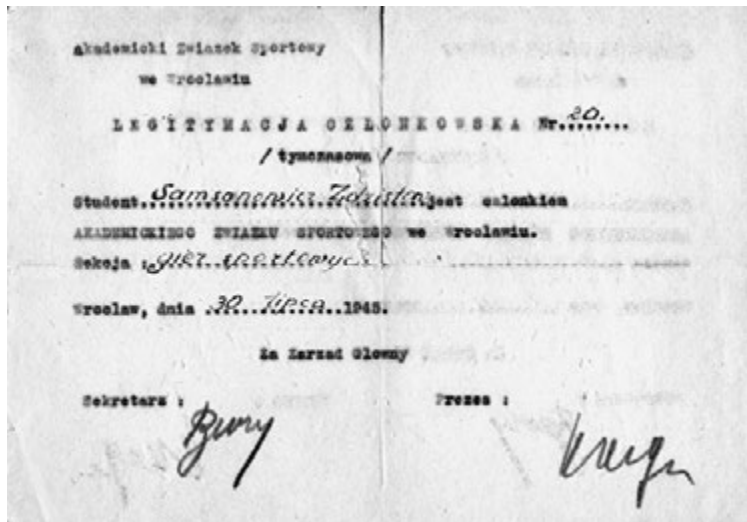 Akademicki Zwiazek Sportowy
we Wroclawiu
LEGITYMACJA CZLONKOWSKA Nr..20.......
/ tymczasowa /
Student..Samsonowicz Zdzisław.jest czlonkiem
AKADEMICKIEGO ZWIAZKU SPORTOWEGO we Wroclawiu.
Sekcja : gier sportowych
Wroclaw, dnia .30. lipca..1945.
Za Zarzad Glowny
Sekretarz : Prezes :